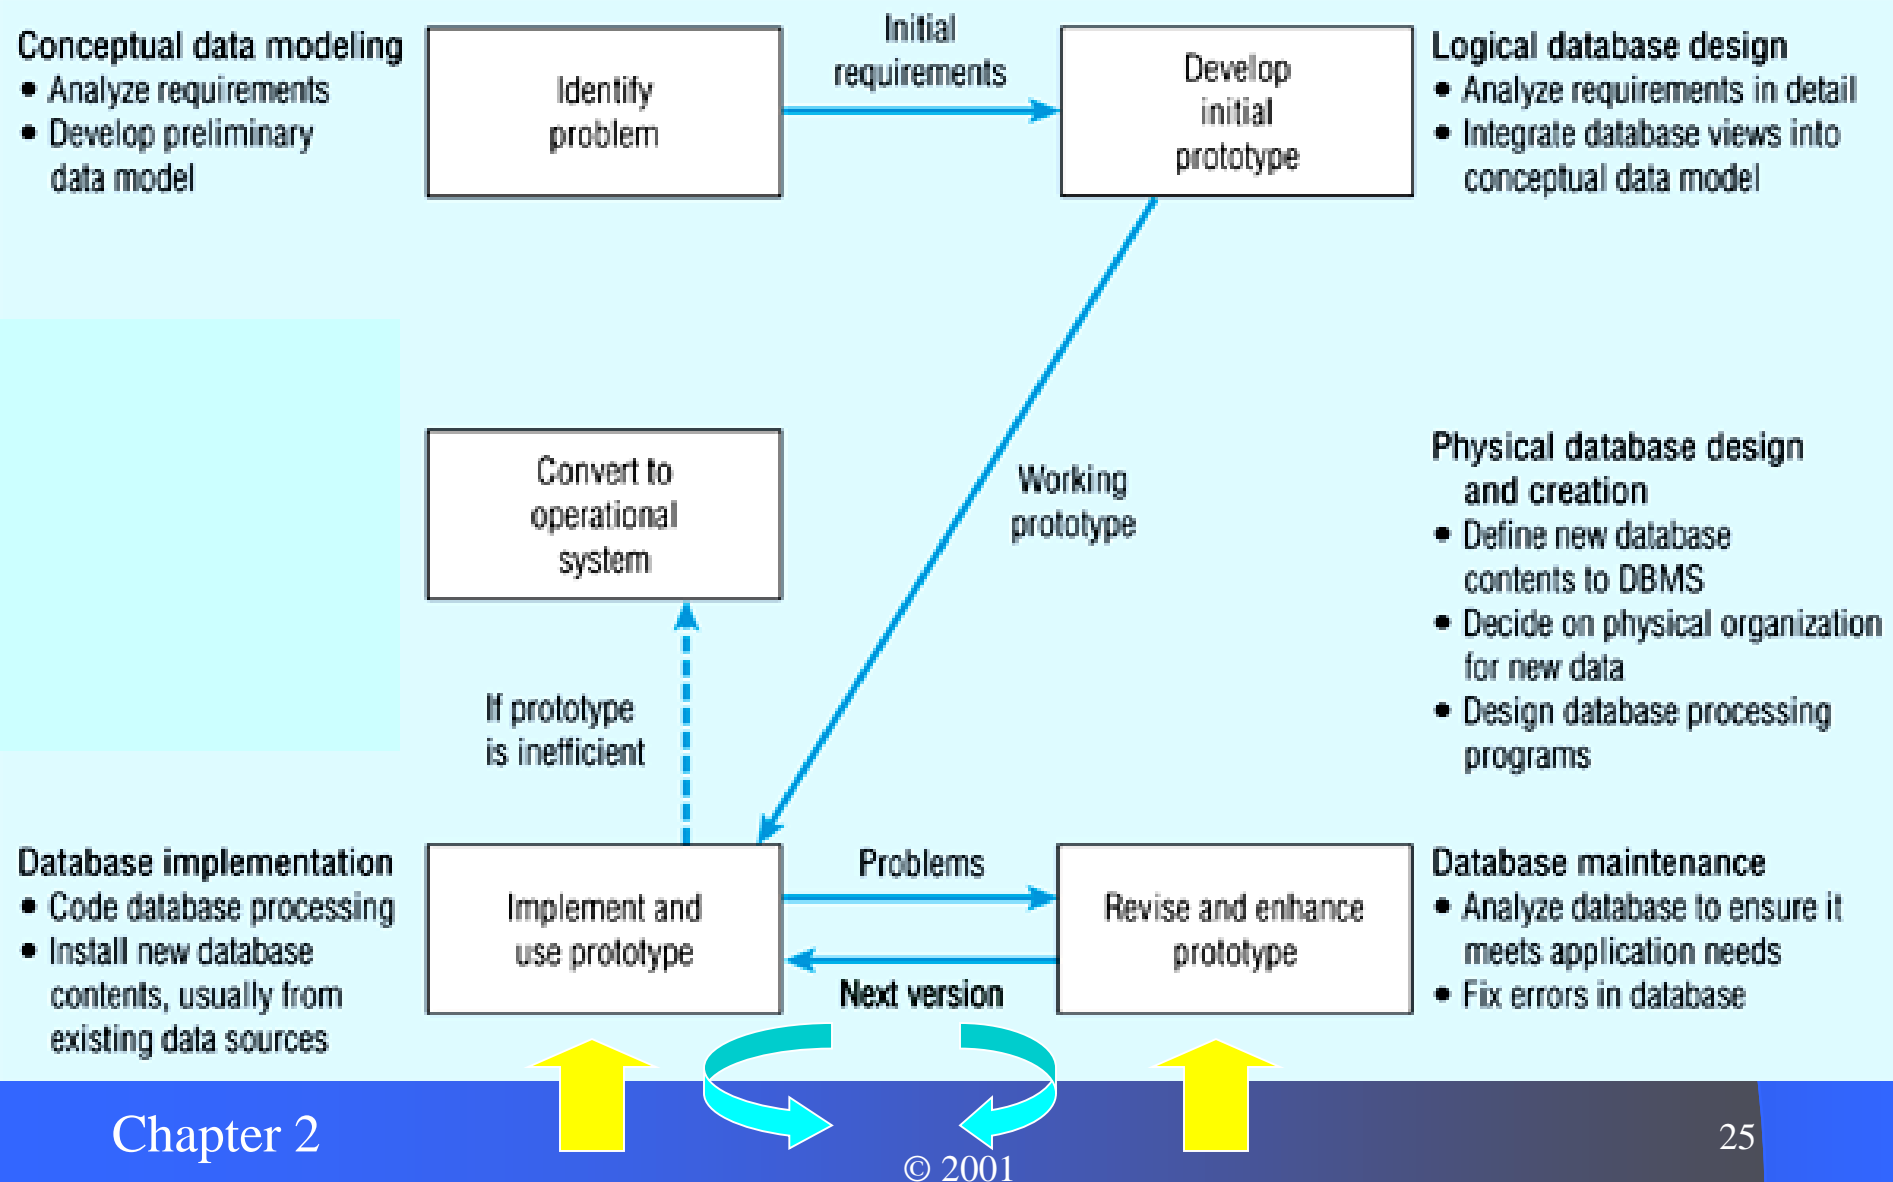 Conceptual data modeling
• Analyze requirements
• Develop preliminary
data model
Identify
problem
Initial
requirements
Develop
initial
prototype
Logical database design
• Analyze requirements in detail
• Integrate database views into
conceptual data model
Convert to
operational
system
Working
prototype
Physical database design
and creation
• Define new database
contents to DBMS
• Decide on physical organization
for new data
• Design database processing
programs
If prototype
is inefficient
Database implementation
• Code database processing
• Install new database
contents, usually from
existing data sources
Implement and
use prototype
Problems
Next version
Revise and enhance
prototype
Database maintenance
• Analyze database to ensure it
meets application needs
• Fix errors in database
Chapter 2
© 2001
25